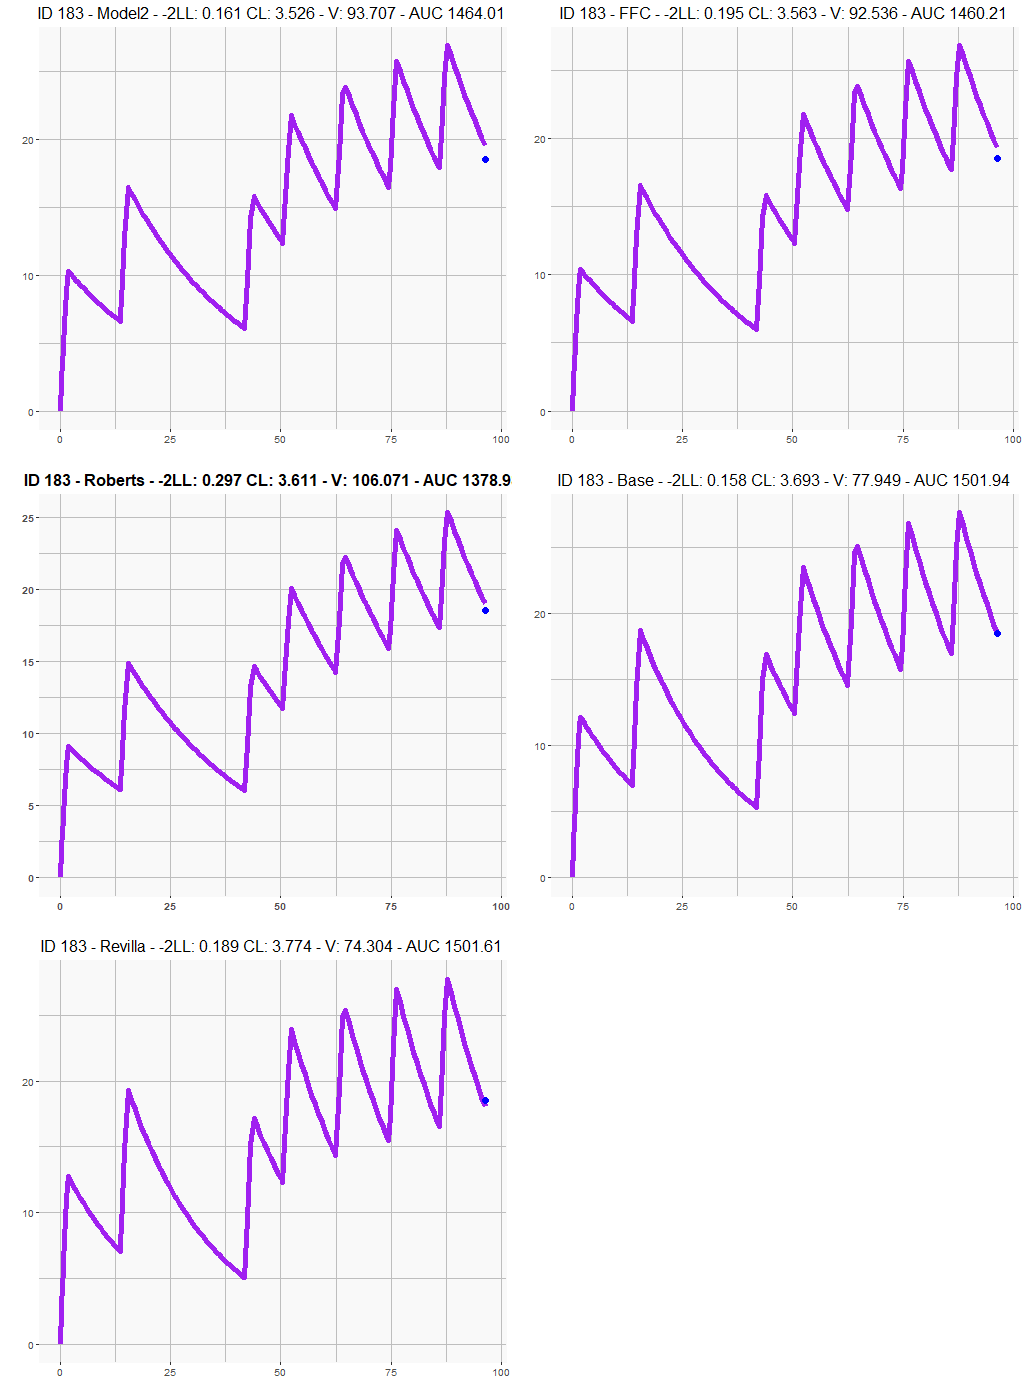 ID 183 - Model2 - -2LL: 0.161 CL: 3.526 - V: 93.707 - AUC 1464.01
20
10
0
0 25 50 75 100
ID 183 - FFC - -2LL: 0.195 CL: 3.563 - V: 92.536 - AUC 1460.21
20
10
0
0 25 50 75 100
ID 183 - Roberts - -2LL: 0.297 CL: 3.611 - V: 106.071 - AUC 1378.9
25
20
15
10
5
0
0 25 50 75 100
ID 183 - Base - -2LL: 0.158 CL: 3.693 - V: 77.949 - AUC 1501.94
20
10
0
0 25 50 75 100
ID 183 - Revilla - -2LL: 0.189 CL: 3.774 - V: 74.304 - AUC 1501.61
20
10
0
0 25 50 75 100